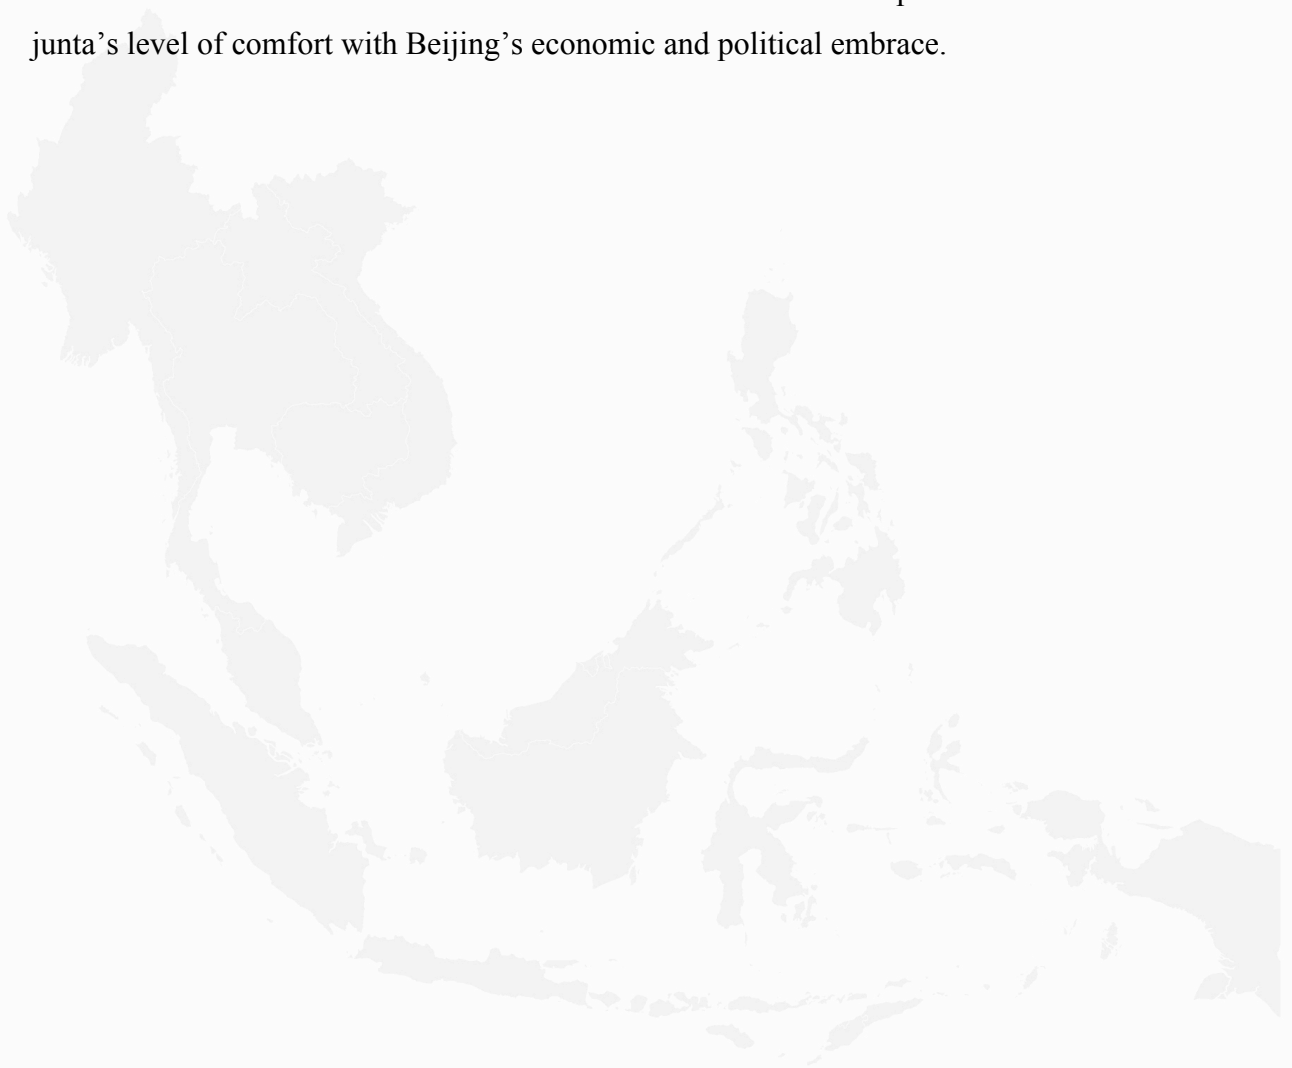 junta’s level of comfort with Beijing’s economic and political embrace.